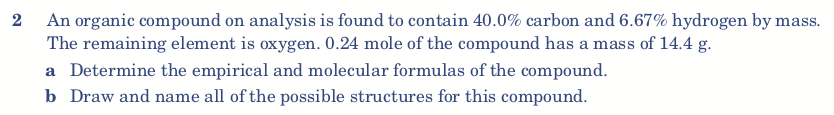 2 An organic compound on analysis is found to contain 40.0% carbon and 6.67% hydrogen by mass.
The remaining element is oxygen. 0.24 mole of the compound has a mass of 14.4 g.
a Determine the empirical and molecular formulas of the compound.
b Draw and name all of the possible structures for this compound.